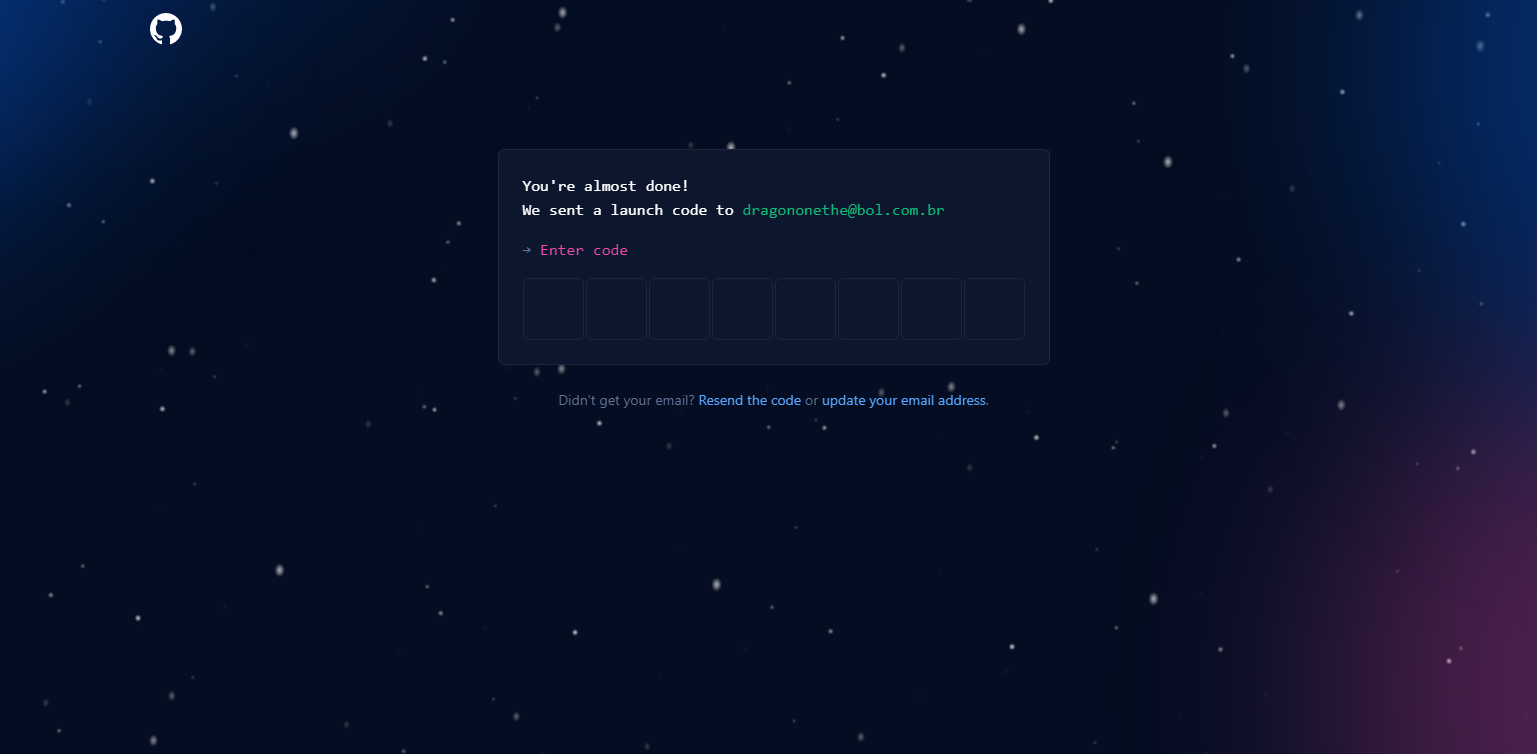 You're almost done!
We sent a launch code to dragononethe@bol.com.br
→ Enter code
Didn't get your email? Resend the code or update your email address.